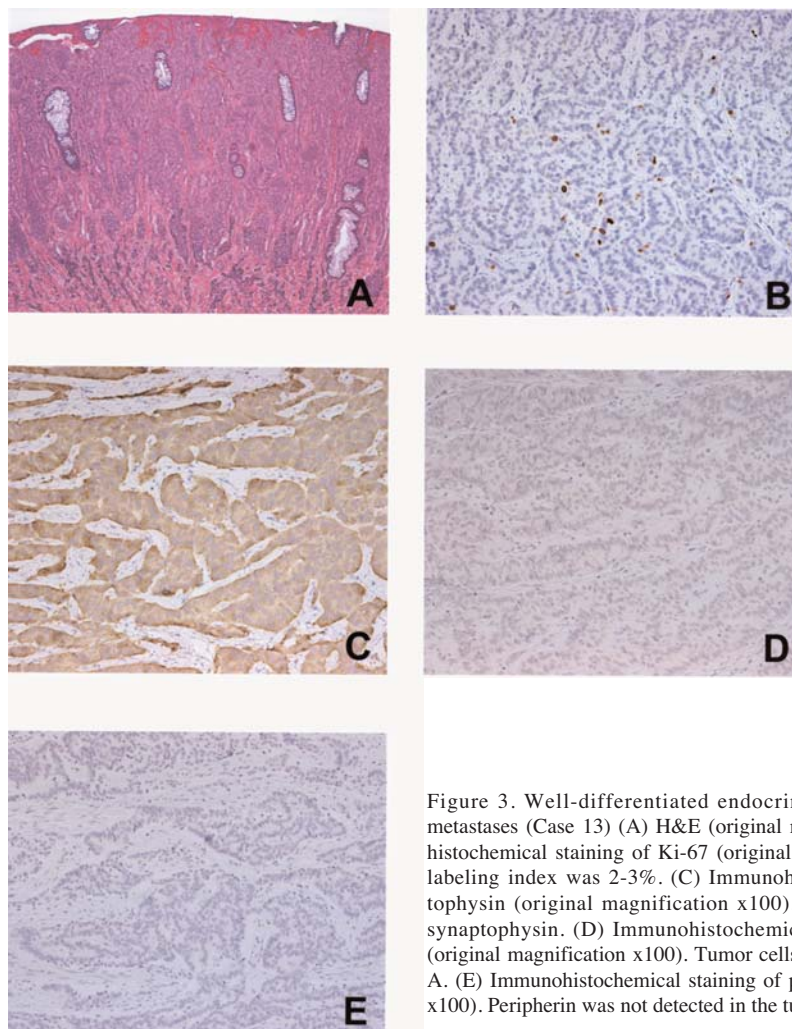 A
B
C
D
E
Figure 3. Well-differentiated endocrin
metastases (Case 13) (A) H&E (original
histochemical staining of Ki-67 (original
labeling index was 2-3%. (C) Immunoh
tophysin (original magnification x100)
synaptophysin. (D) Immunohistochemic
(original magnification x100). Tumor cells
A. (E) Immunohistochemical staining of p
x100). Peripherin was not detected in the tu